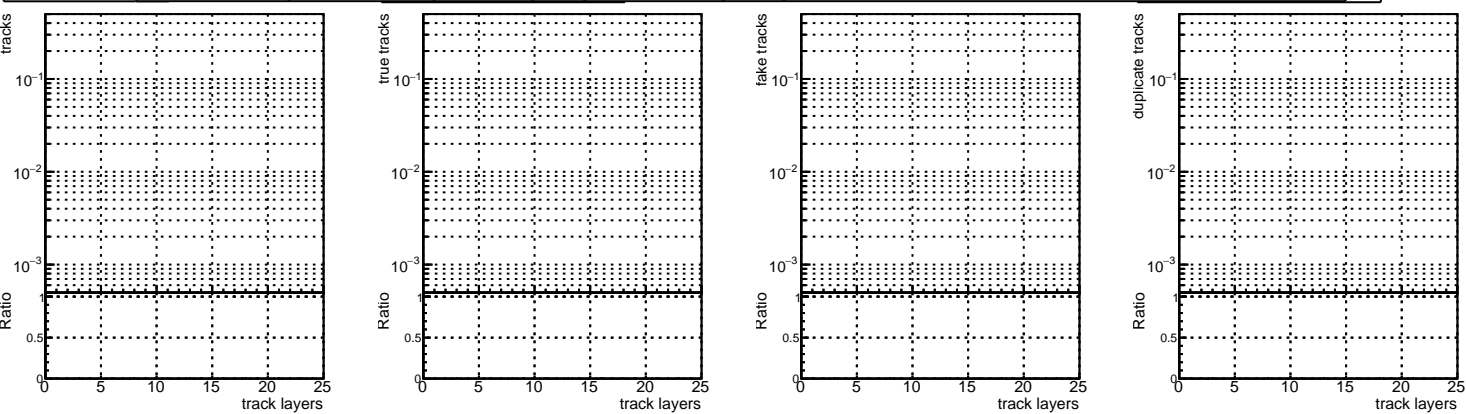 tracks
true tracks
fake tracks
duplicate tracks
10⁻¹ 10⁻¹ 10⁻¹ 10⁻¹
10⁻² 10⁻² 10⁻² 10⁻²
10⁻³ 10⁻³ 10⁻³ 10⁻³
Ratio Ratio Ratio Ratio
1 1 1 1
0.5 0.5 0.5 0.5
0 0 0 0
0 5 10 15 20 25 0 5 10 15 20 25 0 5 10 15 20 25 0 5 10 15 20 25
track layers track layers track layers track layers